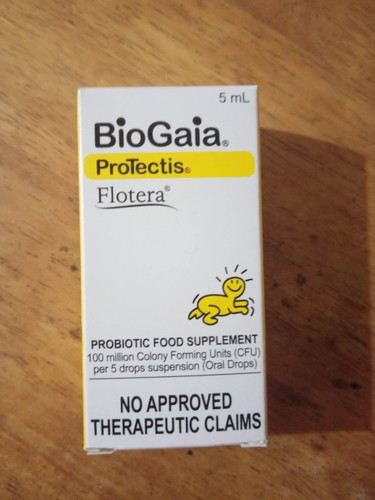 5 mL
BioGaia®
ProTectis®
Flotera®
PROBIOTIC FOOD SUPPLEMENT
100 million Colony Forming Units (CFU)
per 5 drops suspension (Oral Drops)
NO APPROVED
THERAPEUTIC CLAIMS